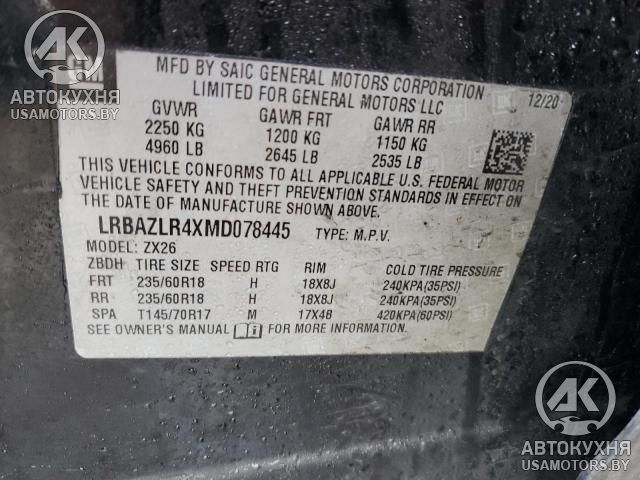 AK
АВТОКУХНЯ
USAMOTORS.BY
GM
MFD BY SAIC GENERAL MOTORS CORPORATION
LIMITED FOR GENERAL MOTORS LLC
12/20
GVWR GAWR FRT GAWR RR
2250 KG 1200 KG 1150 KG
4960 LB 2645 LB 2535 LB
THIS VEHICLE CONFORMS TO ALL APPLICABLE U.S. FEDERAL MOTOR
VEHICLE SAFETY AND THEFT PREVENTION STANDARDS IN EFFECT ON
THE DATE OF MANUFACTURE SHOWN ABOVE.
LRBAZLR4XMD078445 TYPE: M.P.V.
MODEL: ZX26
ZBDH TIRE SIZE SPEED RTG RIM COLD TIRE PRESSURE
FRT 235/60R18 H 18X8J 240KPA(35PSI)
RR 235/60R18 H 18X8J 240KPA(35PSI)
SPA T145/70R17 M 17X4B 420KPA(60PSI)
SEE OWNER'S MANUAL FOR MORE INFORMATION
AK
АВТОКУХНЯ
USAMOTORS.BY